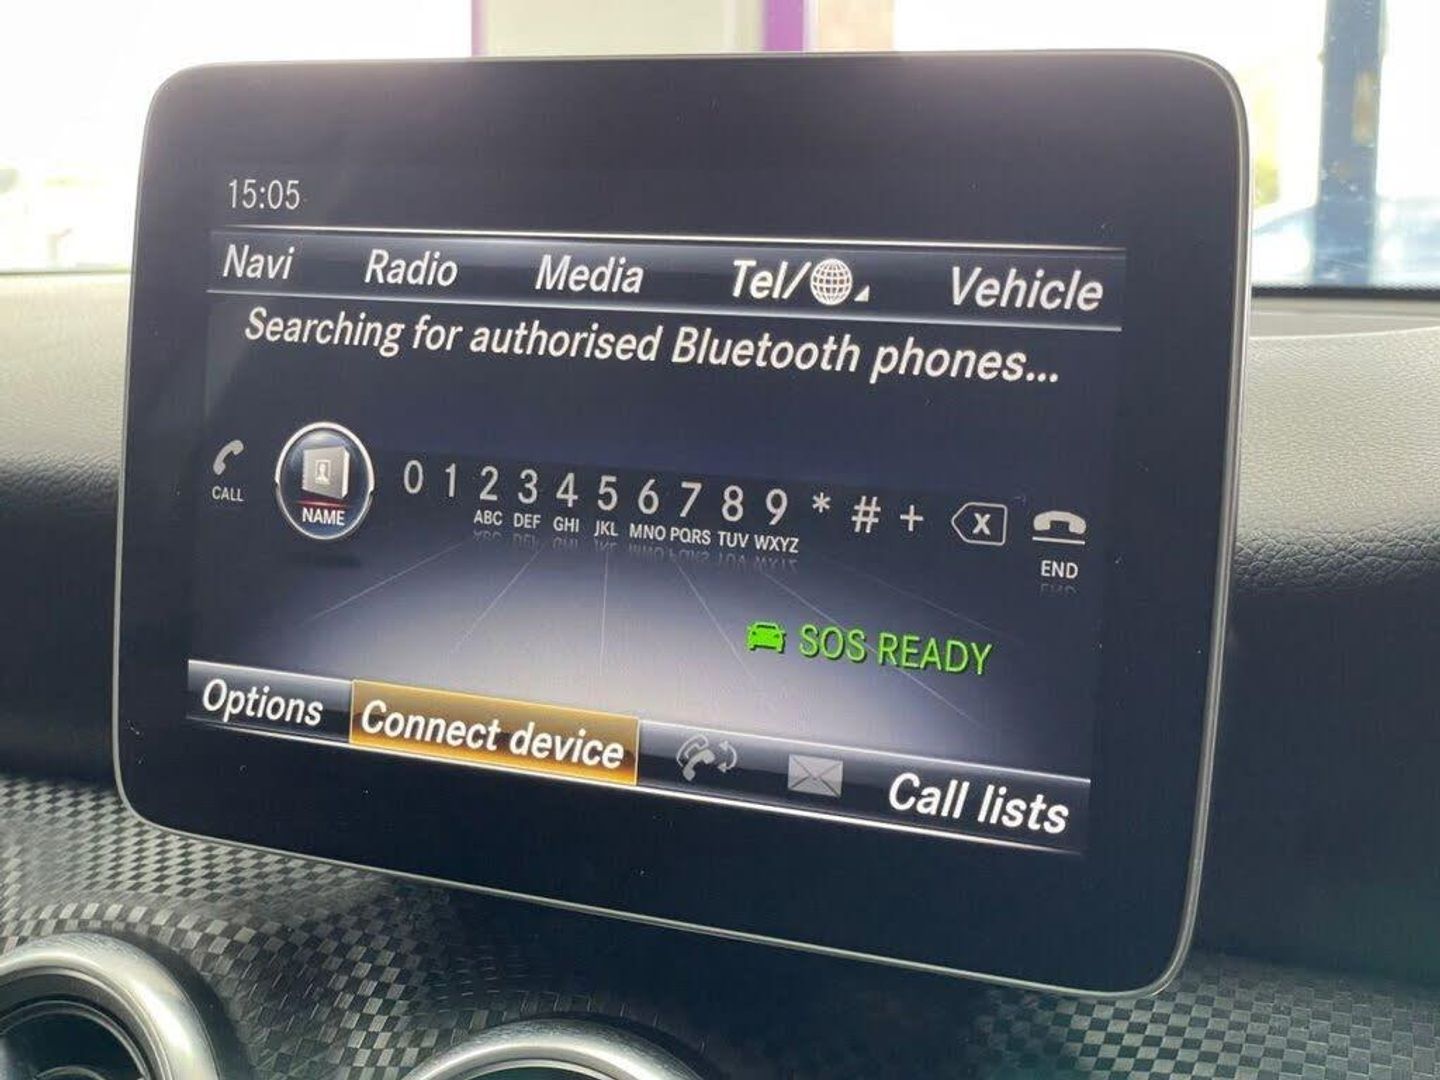 15:05
Navi Radio Media Tel/ Vehicle
Searching for authorised Bluetooth phones...
0 1 2 3 4 5 6 7 8 9 * # + X
CALL NAME ABC DEF GHI JKL MNO PQRS TUV WXYZ END
SOS READY
Options Connect device Call lists